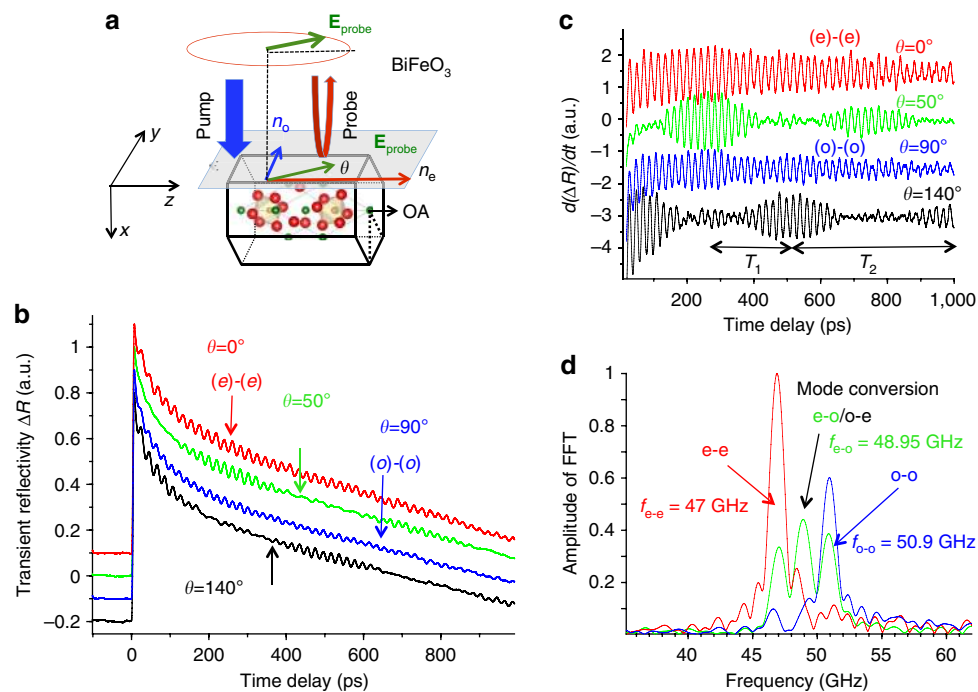 a
E probe
BiFeO3
Pump
Probe
no
E probe
θ
ne
OA
y
z
x
b
Transient reflectivity ΔR (a.u.)
1
0.8
0.6
0.4
0.2
0
–0.2
θ=0°
(e)-(e)
θ=50°
θ=90°
(o)-(o)
θ=140°
0 200 400 600 800
Time delay (ps)
c
d(ΔR)/dt (a.u.)
2
1
0
–1
–2
–3
–4
(e)-(e)
θ=0°
θ=50°
(o)-(o)
θ=90°
θ=140°
T1
T2
200 400 600 800 1,000
Time delay (ps)
d
Amplitude of FFT
1
0.8
0.6
0.4
0.2
Mode conversion
e-o/o-e
fe-o = 48.95 GHz
e-e
o-o
fe-e = 47 GHz
fo-o = 50.9 GHz
40 45 50 55 60
Frequency (GHz)